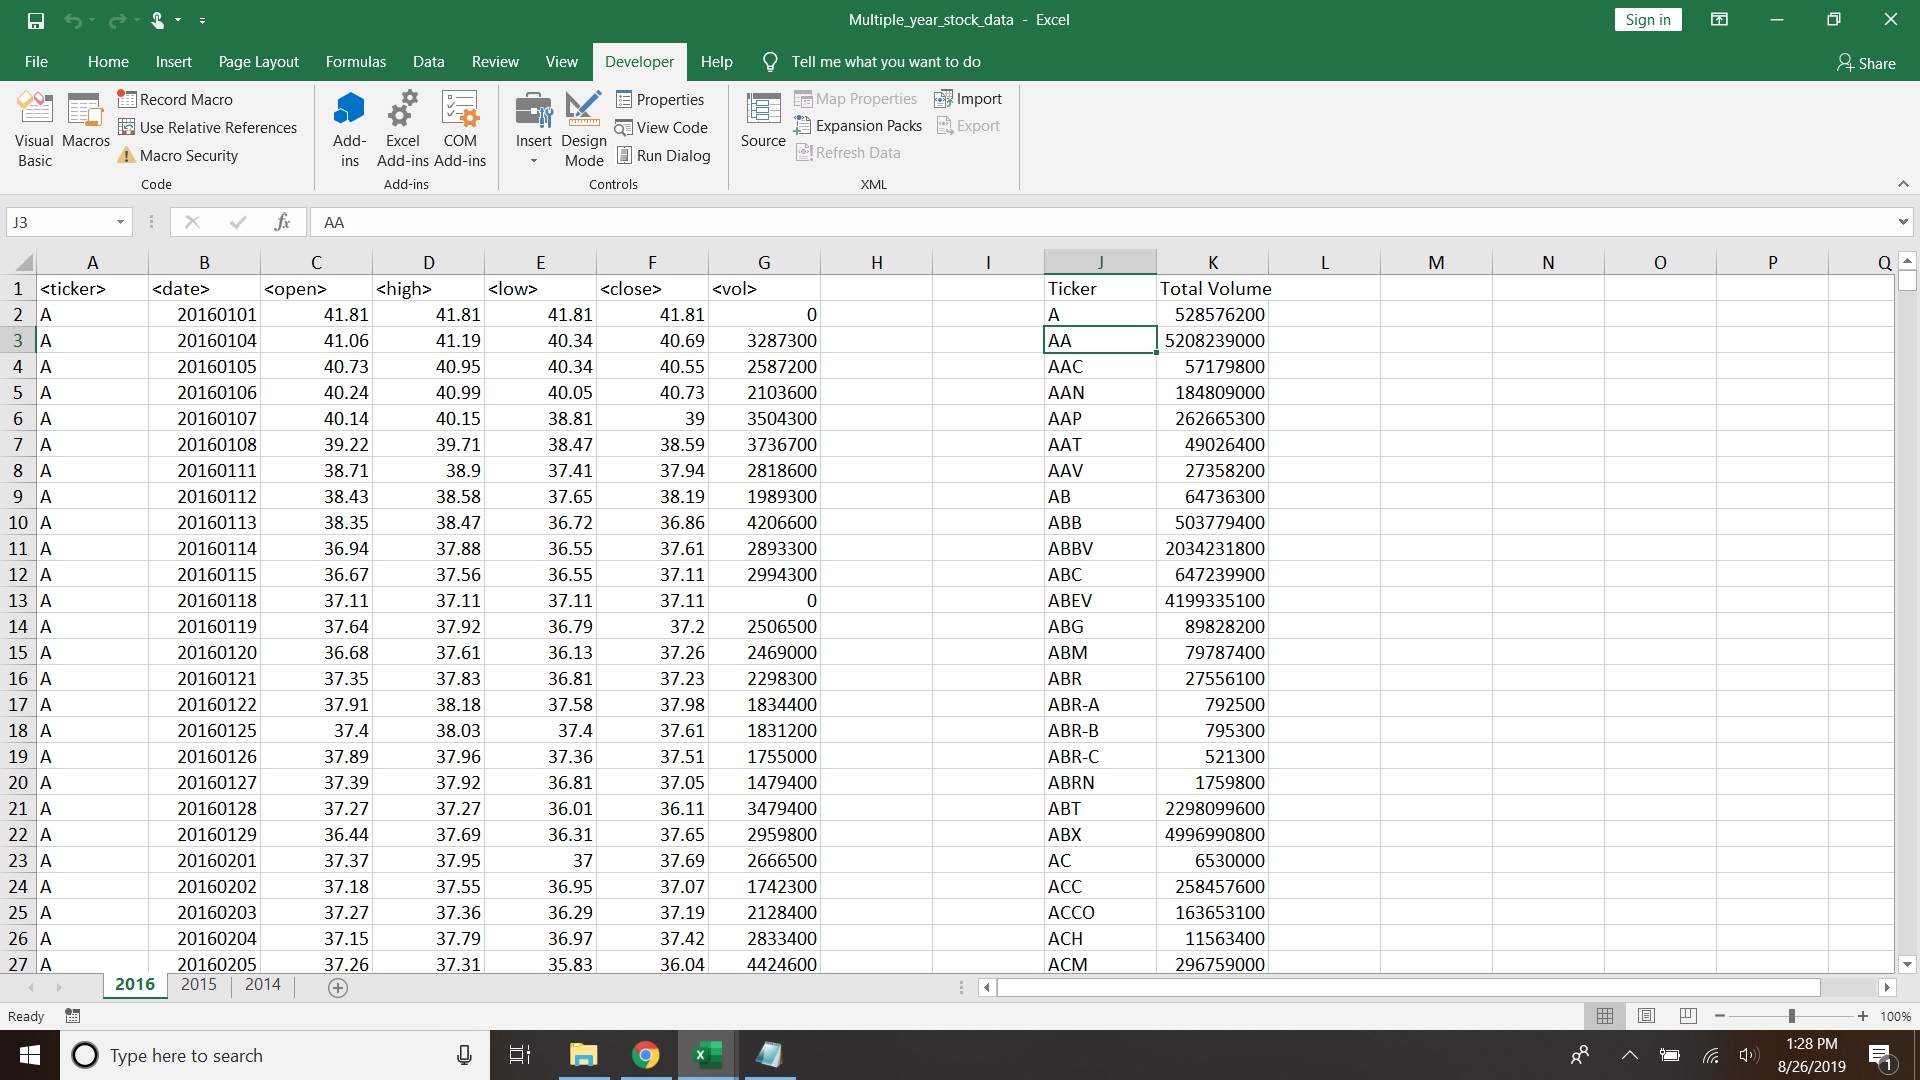 Multiple_year_stock_data - Excel
Sign in
File Home Insert Page Layout Formulas Data Review View Developer Help Tell me what you want to do Share
Visual Basic
Macros
Record Macro
Use Relative References
Macro Security
Code
Add-ins
Excel Add-ins
COM Add-ins
Add-ins
Insert
Design Mode
Properties
View Code
Run Dialog
Controls
Source
Map Properties
Expansion Packs
Refresh Data
Import
Export
XML
J3 fx AA
A B C D E F G H I J K L M N O P Q
1 <ticker> <date> <open> <high> <low> <close> <vol> Ticker Total Volume
2 A 20160101 41.81 41.81 41.81 41.81 0 A 528576200
3 A 20160104 41.06 41.19 40.34 40.69 3287300 AA 5208239000
4 A 20160105 40.73 40.95 40.34 40.55 2587200 AAC 57179800
5 A 20160106 40.24 40.99 40.05 40.73 2103600 AAN 184809000
6 A 20160107 40.14 40.15 38.81 39 3504300 AAP 262665300
7 A 20160108 39.22 39.71 38.47 38.59 3736700 AAT 49026400
8 A 20160111 38.71 38.9 37.41 37.94 2818600 AAV 27358200
9 A 20160112 38.43 38.58 37.65 38.19 1989300 AB 64736300
10 A 20160113 38.35 38.47 36.72 36.86 4206600 ABB 503779400
11 A 20160114 36.94 37.88 36.55 37.61 2893300 ABBV 2034231800
12 A 20160115 36.67 37.56 36.55 37.11 2994300 ABC 647239900
13 A 20160118 37.11 37.11 37.11 37.11 0 ABEV 4199335100
14 A 20160119 37.64 37.92 36.79 37.2 2506500 ABG 89828200
15 A 20160120 36.68 37.61 36.13 37.26 2469000 ABM 79787400
16 A 20160121 37.35 37.83 36.81 37.23 2298300 ABR 27556100
17 A 20160122 37.91 38.18 37.58 37.98 1834400 ABR-A 792500
18 A 20160125 37.4 38.03 37.4 37.61 1831200 ABR-B 795300
19 A 20160126 37.89 37.96 37.36 37.51 1755000 ABR-C 521300
20 A 20160127 37.39 37.92 36.81 37.05 1479400 ABRN 1759800
21 A 20160128 37.27 37.27 36.01 36.11 3479400 ABT 2298099600
22 A 20160129 36.44 37.69 36.31 37.65 2959800 ABX 4996990800
23 A 20160201 37.37 37.95 37 37.69 2666500 AC 6530000
24 A 20160202 37.18 37.55 36.95 37.07 1742300 ACC 258457600
25 A 20160203 37.27 37.36 36.29 37.19 2128400 ACCO 163653100
26 A 20160204 37.15 37.79 36.97 37.42 2833400 ACH 11563400
27 A 20160205 37.26 37.31 35.83 36.04 4424600 ACM 296759000
2016 2015 2014
Ready 100%
Type here to search
1:28 PM
8/26/2019
1